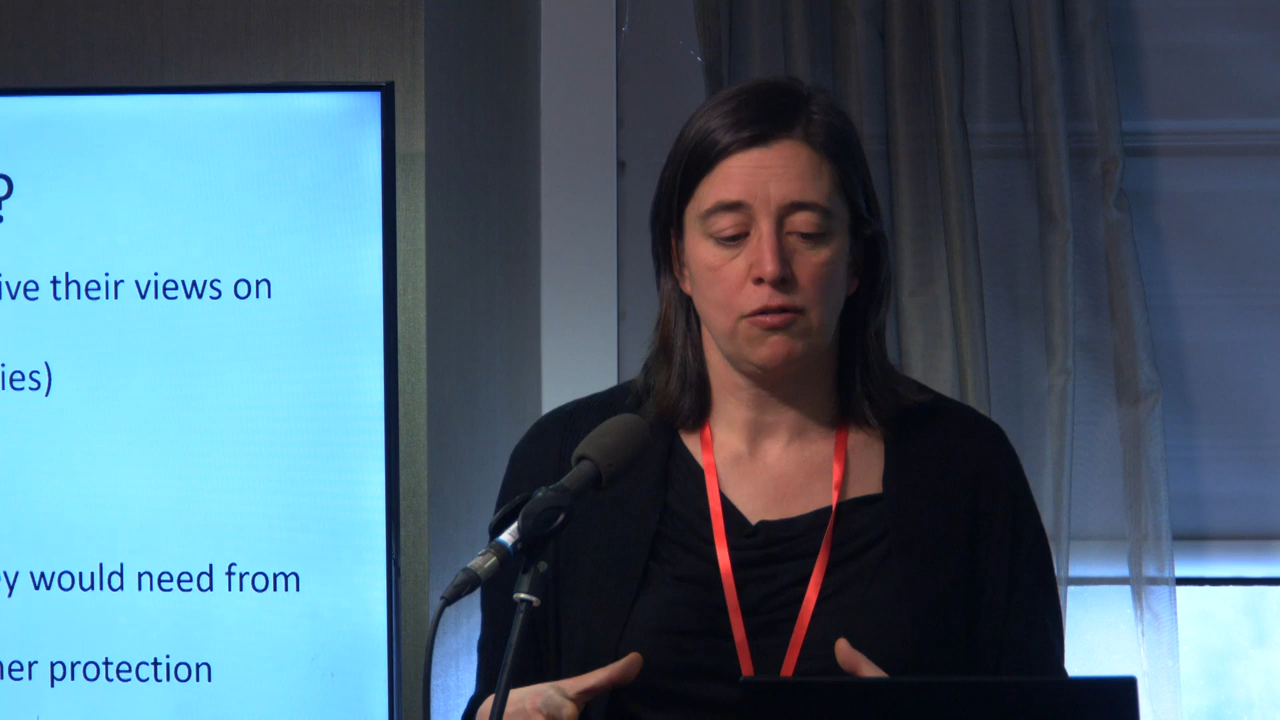 ?
ive their views on
ies)
y would need from
her protection